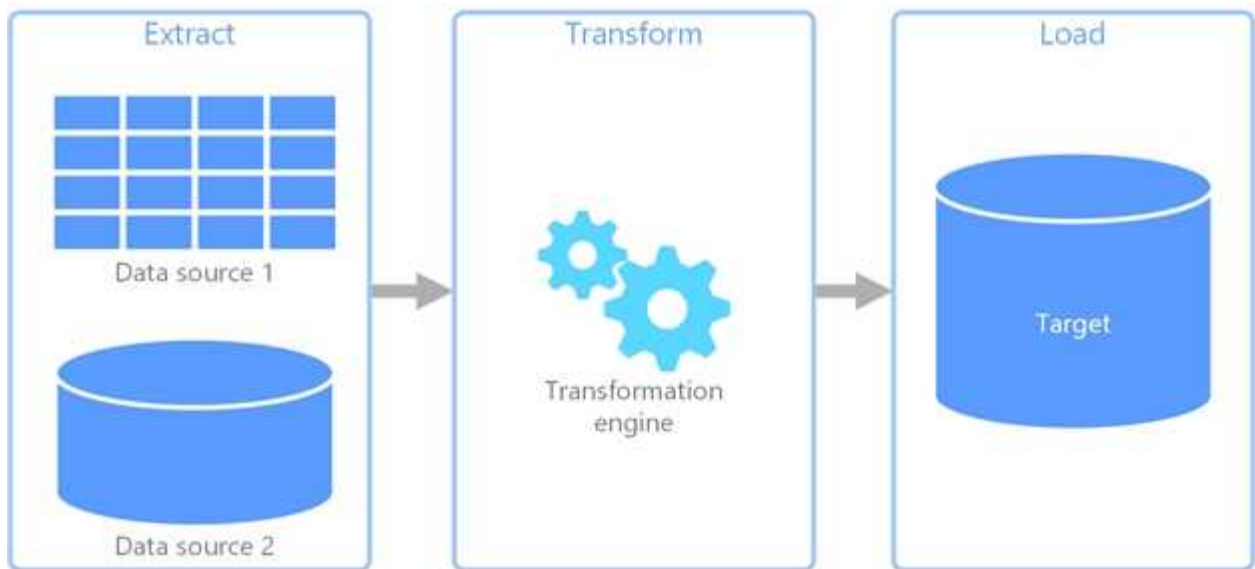 Extract
Data source 1
Data source 2
Transform
Transformation
engine
Load
Target